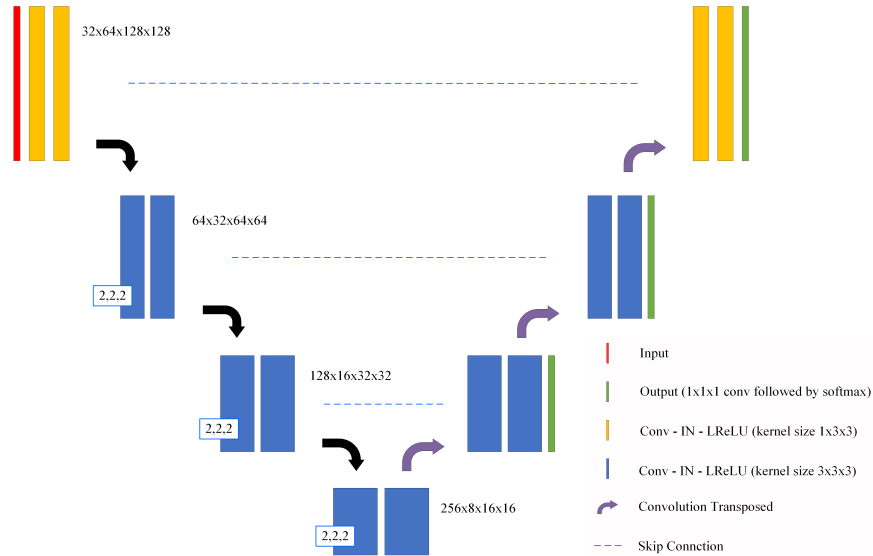 32x64x128x128
64x32x64x64
2,2,2
128x16x32x32
2,2,2
256x8x16x16
2,2,2
Input
Output (1x1x1 conv followed by softmax)
Conv - IN - LReLU (kernel size 1x3x3)
Conv - IN - LReLU (kernel size 3x3x3)
Convolution Transposed
Skip Connction